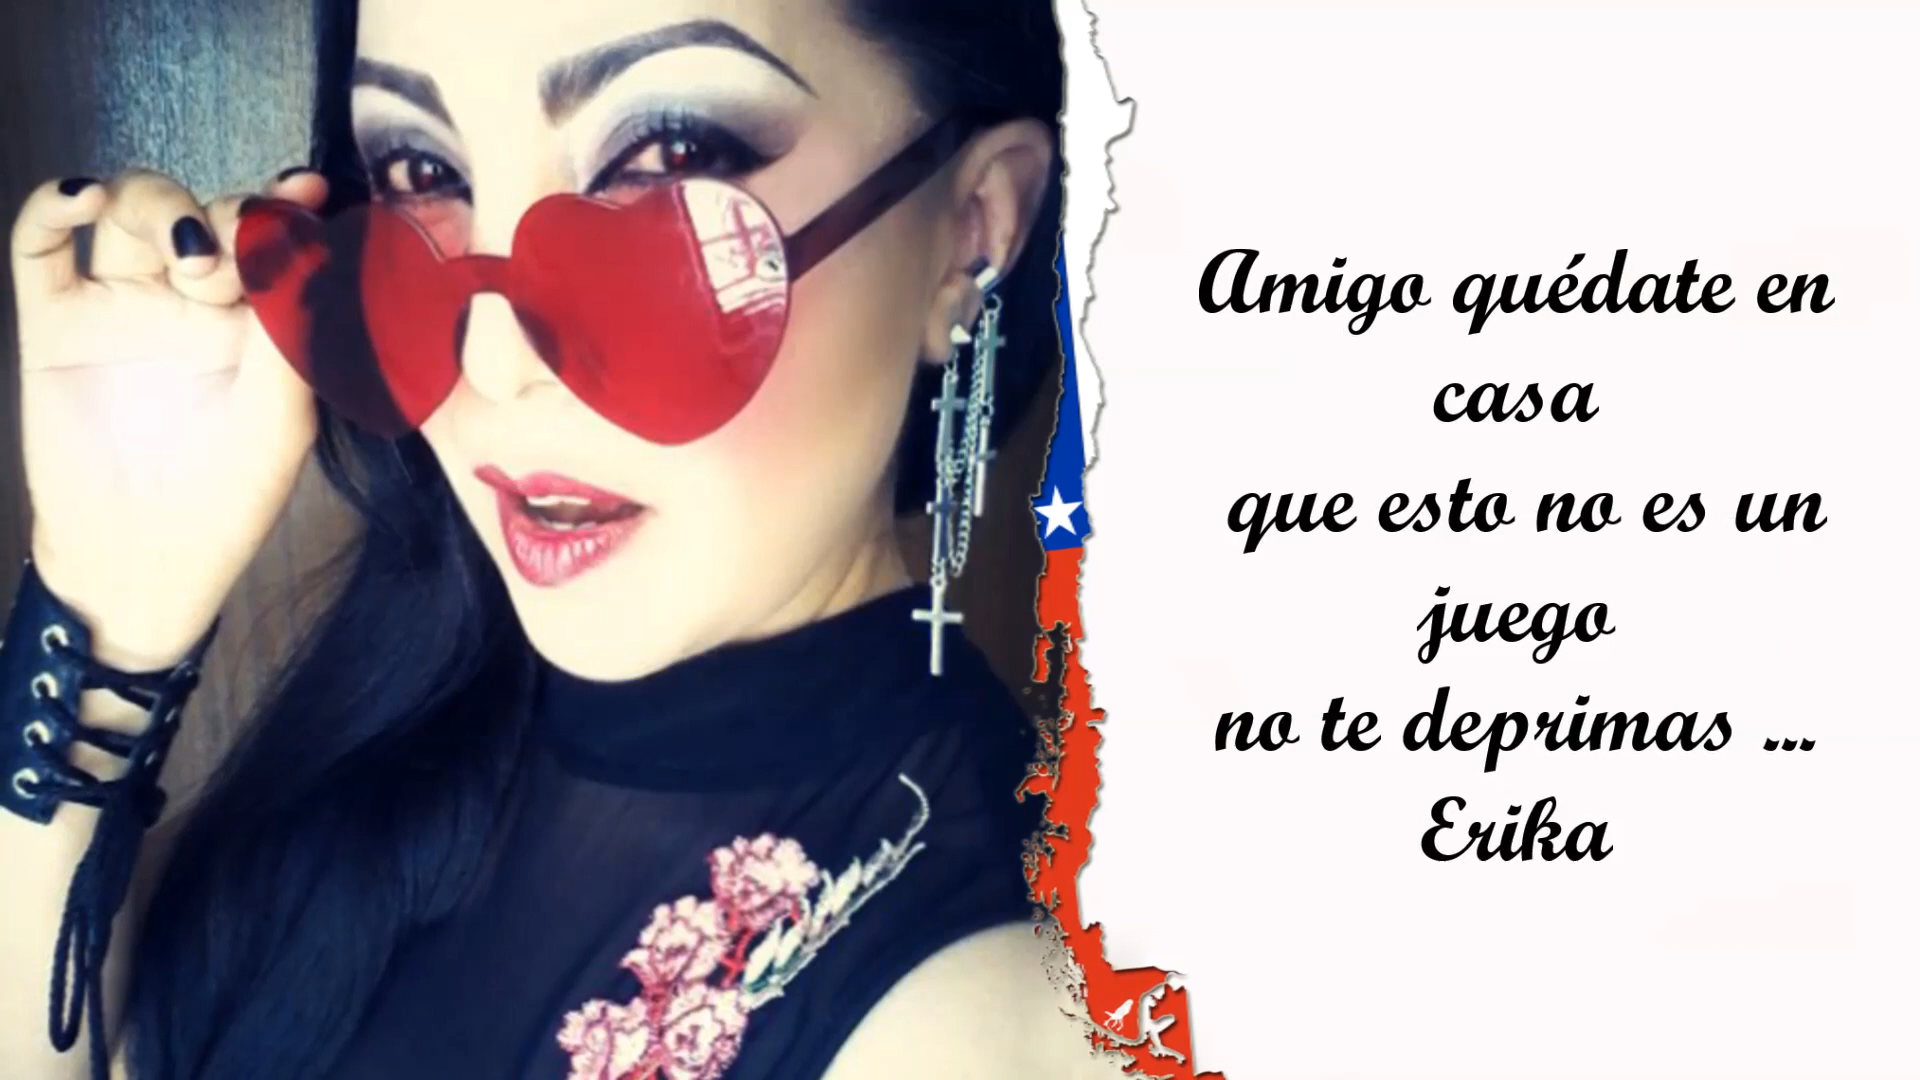 Amigo quédate en
casa
que esto no es un
juego
no te deprimas ...
Erika